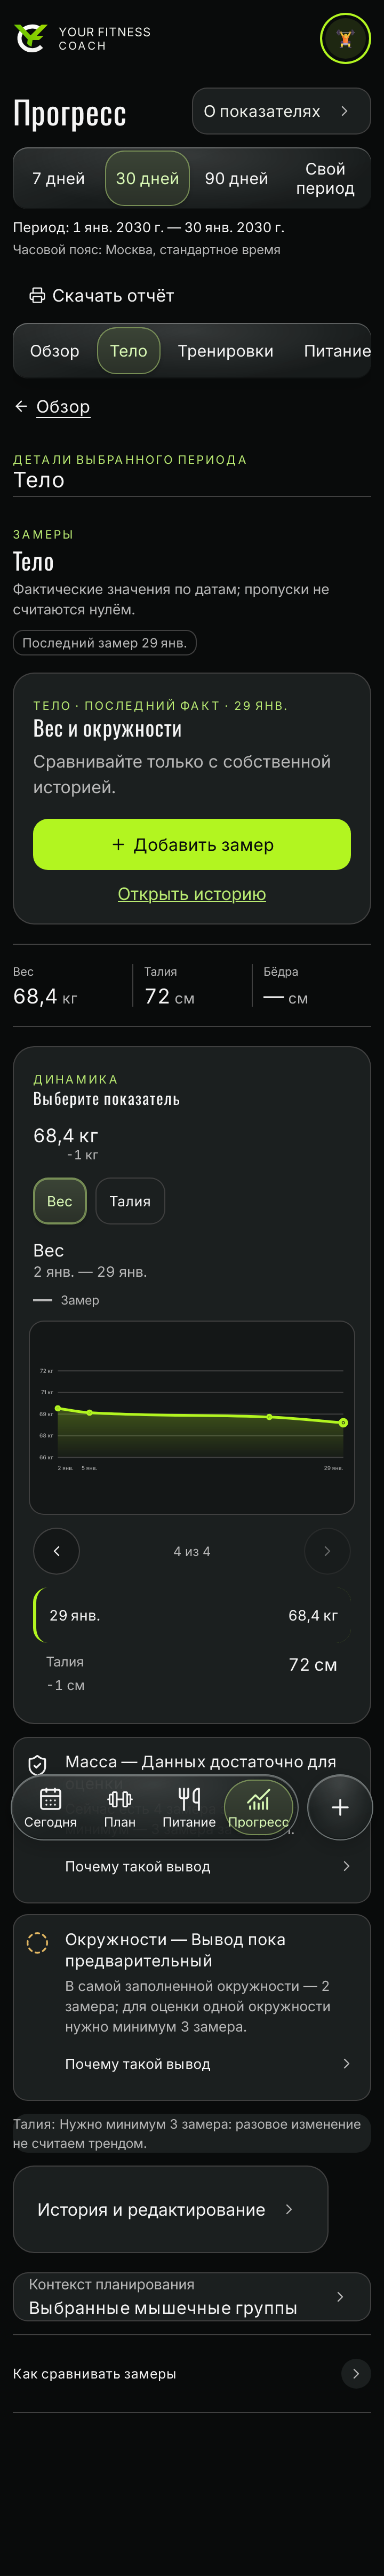 YOUR FITNESS
COACH
Прогресс
О показателях
7 дней
30 дней
90 дней
Свой
период
Период: 1 янв. 2030 г. — 30 янв. 2030 г.
Часовой пояс: Москва, стандартное время
Скачать отчёт
Обзор
Тело
Тренировки
Питание
Обзор
ДЕТАЛИ ВЫБРАННОГО ПЕРИОДА
Тело
ЗАМЕРЫ
Тело
Фактические значения по датам; пропуски не
считаются нулём.
Последний замер 29 янв.
ТЕЛО · ПОСЛЕДНИЙ ФАКТ · 29 ЯНВ.
Вес и окружности
Сравнивайте только с собственной
историей.
+ Добавить замер
Открыть историю
Вес
Талия
Бёдра
68,4 кг
72 см
— см
ДИНАМИКА
Выберите показатель
68,4 кг
-1 кг
Вес
Талия
Вес
2 янв. — 29 янв.
Замер
72 кг
71 кг
69 кг
68 кг
66 кг
2 янв.
5 янв.
29 янв.
4 из 4
29 янв.
68,4 кг
Талия
72 см
-1 см
Масса — Данных достаточно для
оценки
Сегодня
План
Питание
Прогресс
Почему такой вывод
Окружности — Вывод пока
предварительный
В самой заполненной окружности — 2
замера; для оценки одной окружности
нужно минимум 3 замера.
Почему такой вывод
Талия: Нужно минимум 3 замера: разовое изменение
не считаем трендом.
История и редактирование
Контекст планирования
Выбранные мышечные группы
Как сравнивать замеры